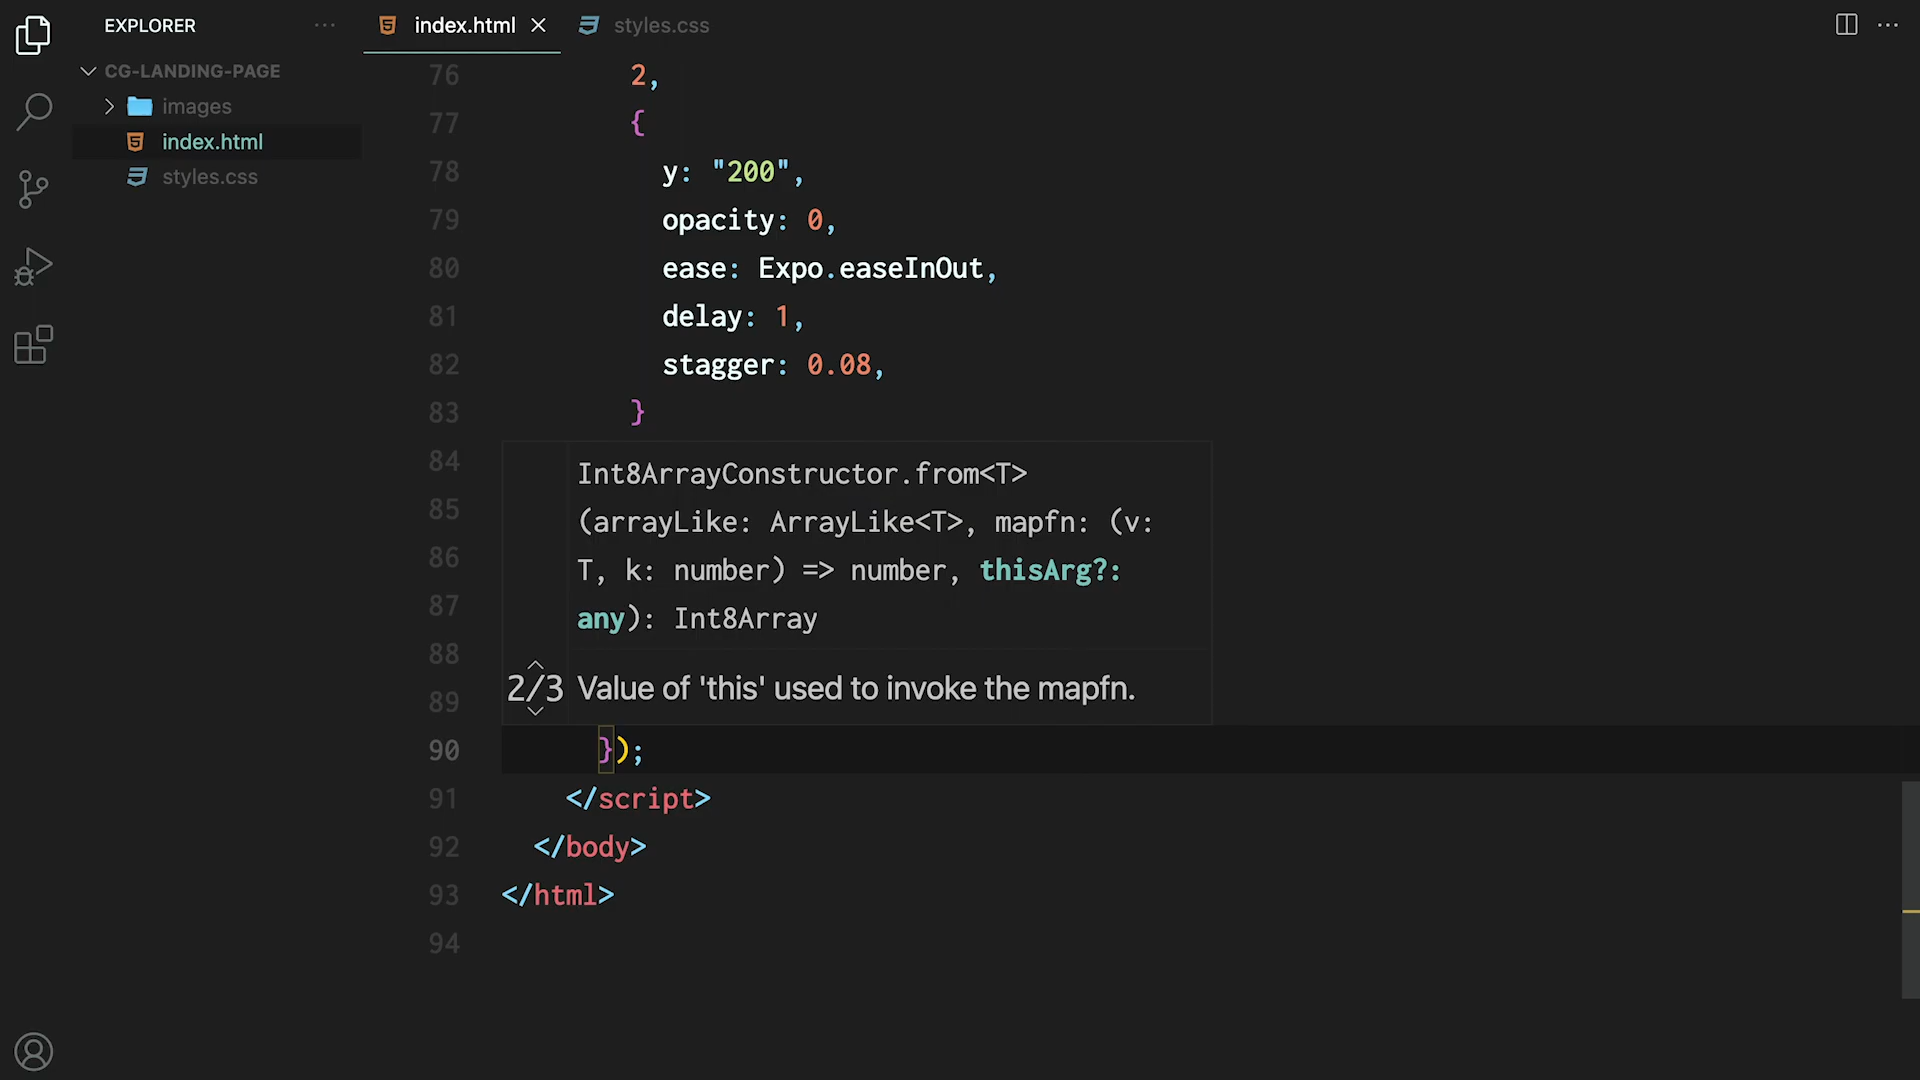 EXPLORER
CG-LANDING-PAGE
images
index.html
styles.css
index.html
styles.css
76 2,
77 {
78 y: "200",
79 opacity: 0,
80 ease: Expo.easeInOut,
81 delay: 1,
82 stagger: 0.08,
83 }
84
85
86
87
88
89
Int8ArrayConstructor.from<T>
(arrayLike: ArrayLike<T>, mapfn: (v:
T, k: number) => number, thisArg?:
any): Int8Array
2/3 Value of 'this' used to invoke the mapfn.
90 });
91 </script>
92 </body>
93 </html>
94